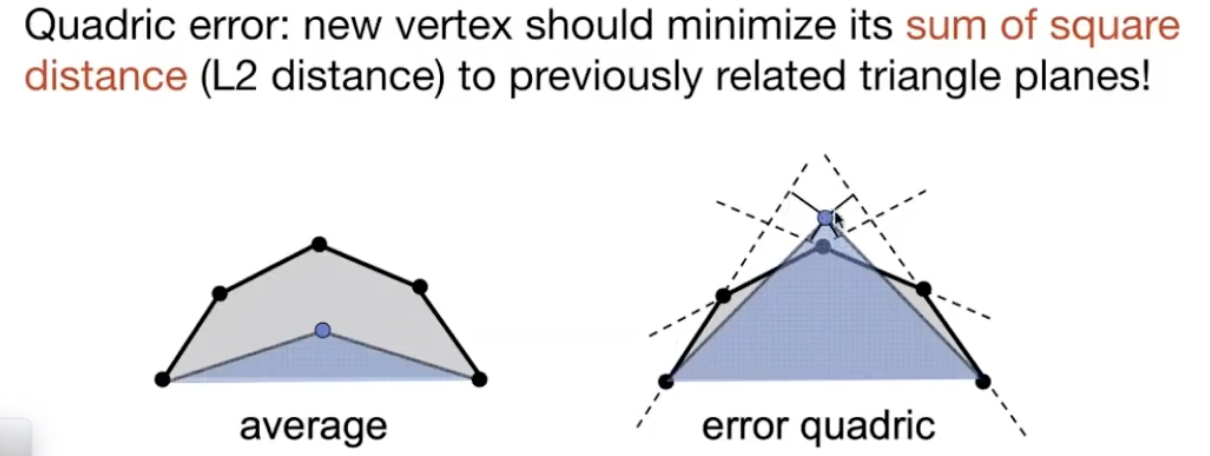 Quadric error: new vertex should minimize its sum of square
distance (L2 distance) to previously related triangle planes!
average
error quadric